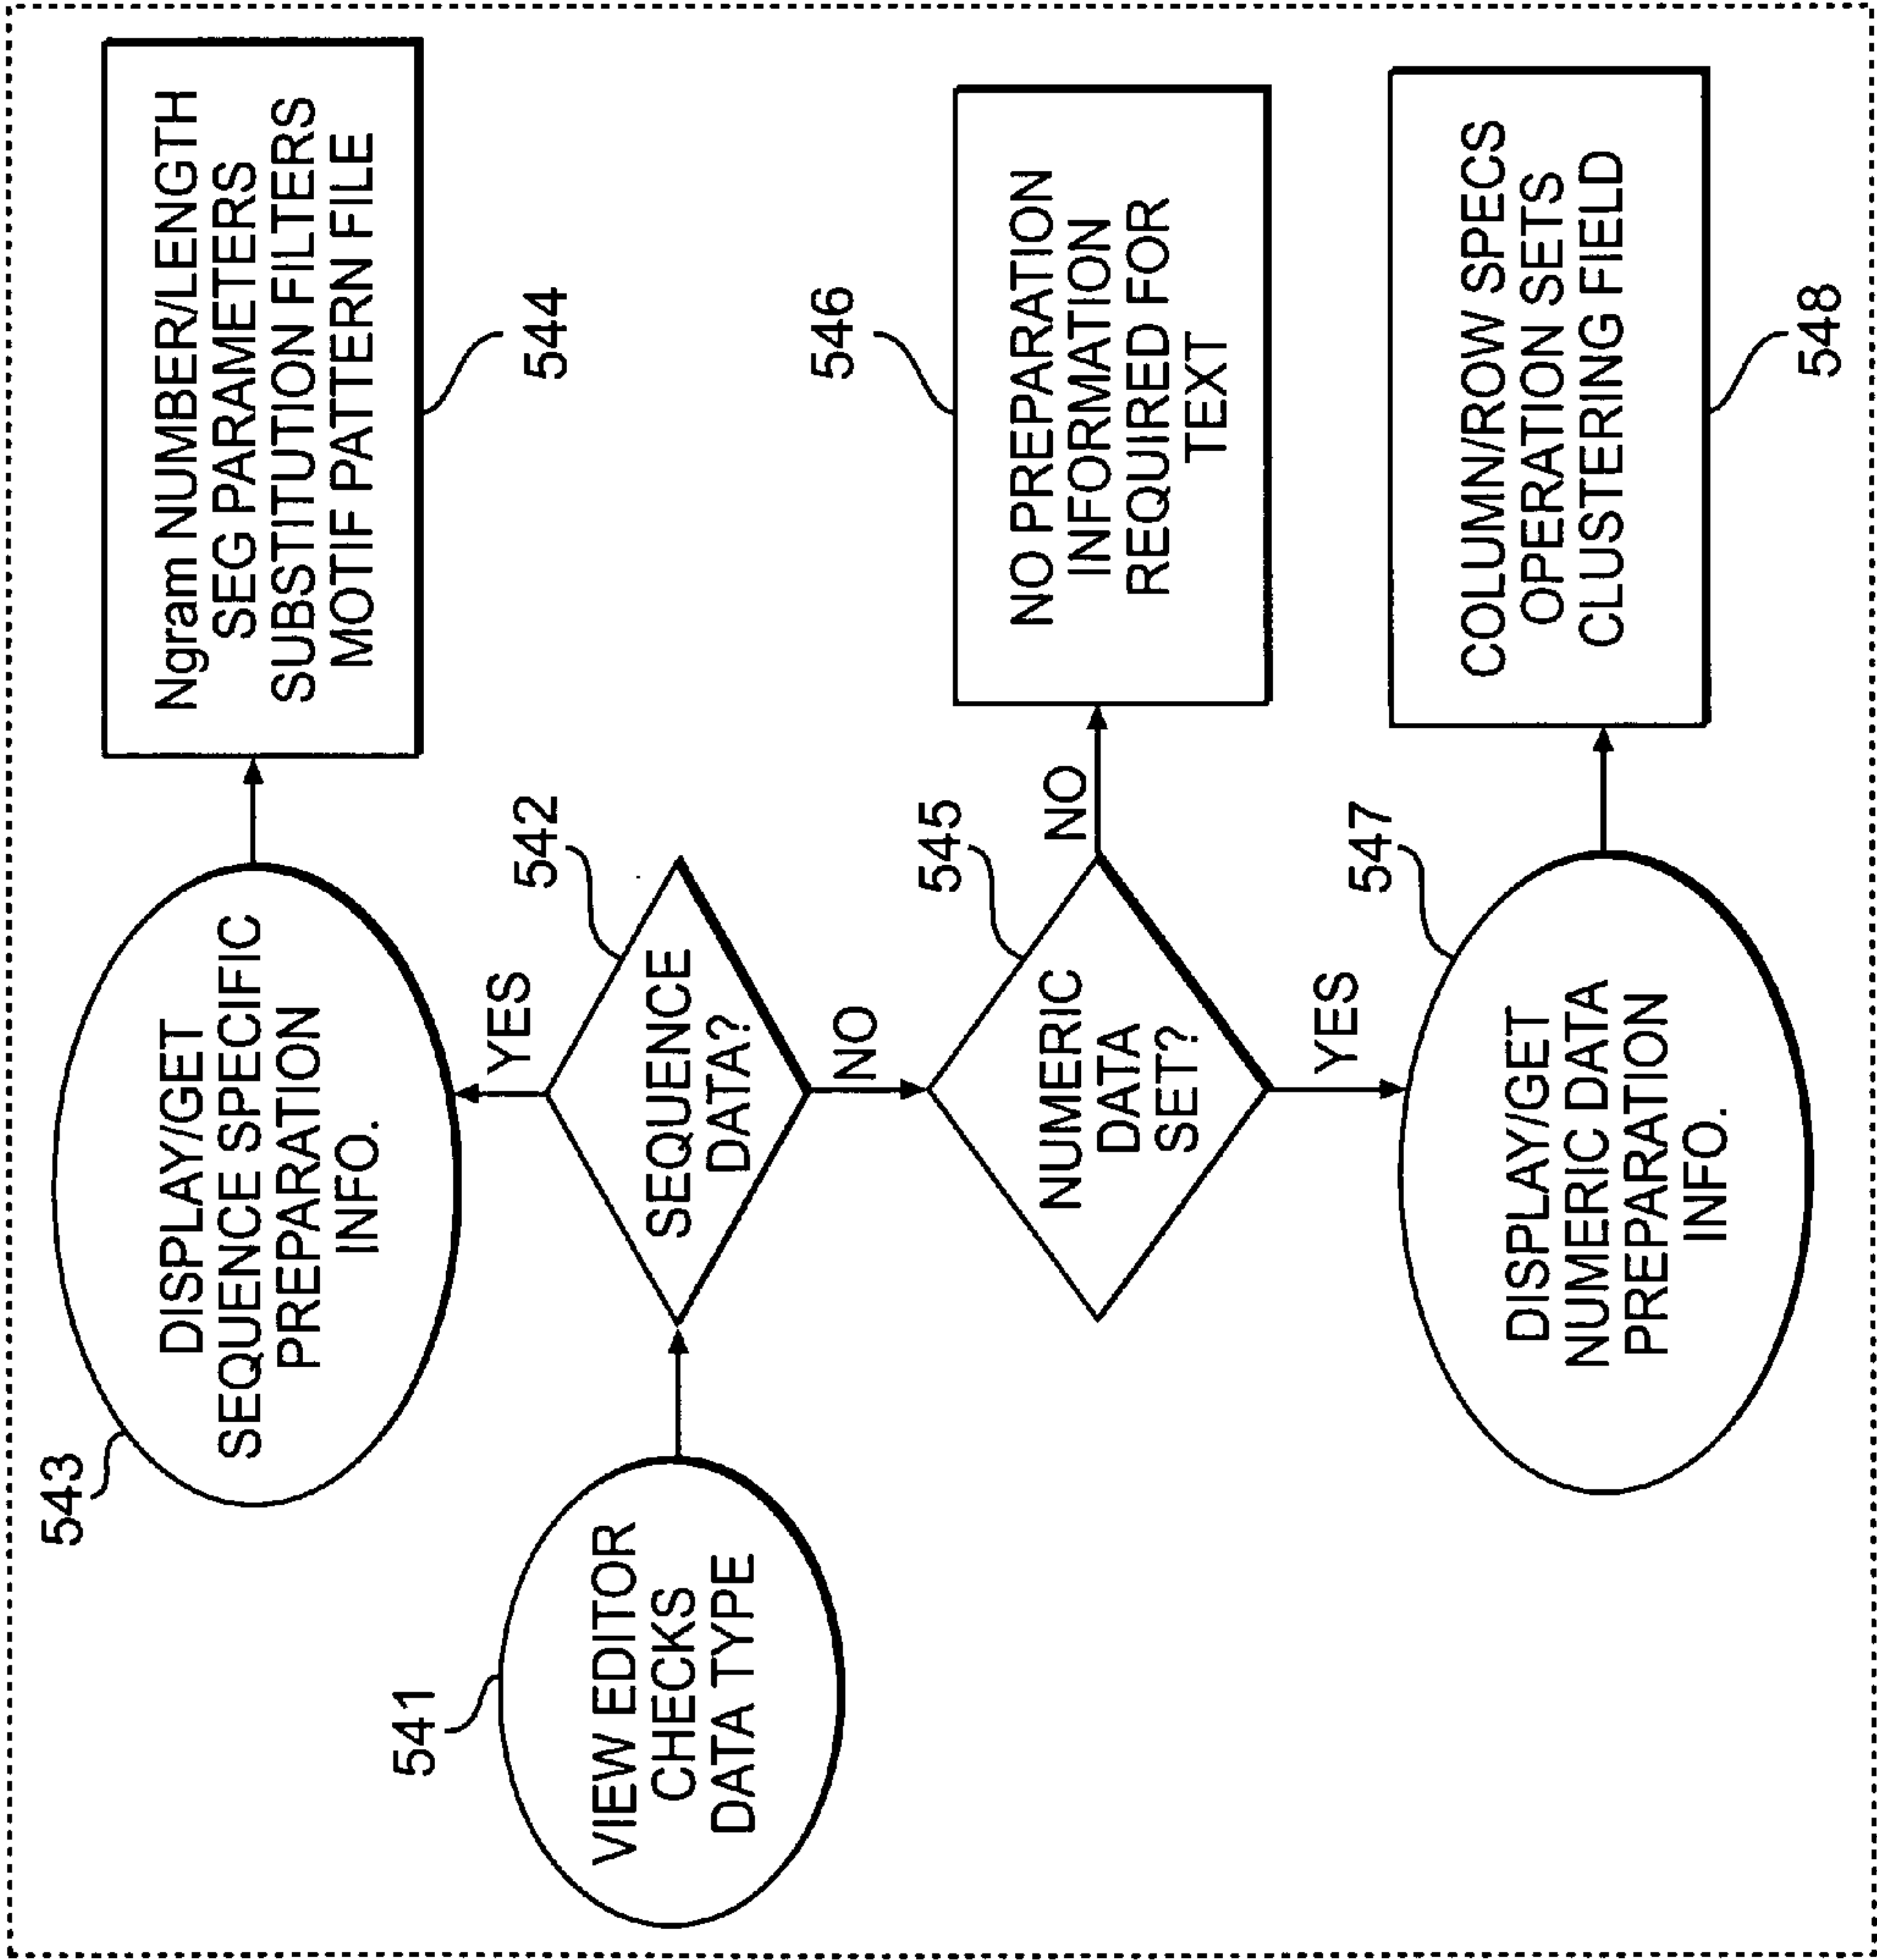 543
DISPLAY/GET
SEQUENCE SPECIFIC
PREPARATION
INFO.
Ngram NUMBER/LENGTH
SEG PARAMETERS
SUBSTITUTION FILTERS
MOTIF PATTERN FILE
544
541
VIEW EDITOR
CHECKS
DATA TYPE
YES
542
SEQUENCE
DATA?
NO
545
NUMERIC
DATA
SET?
NO
546
NO PREPARATION
INFORMATION
REQUIRED FOR
TEXT
YES
547
DISPLAY/GET
NUMERIC DATA
PREPARATION
INFO.
COLUMN/ROW SPECS
OPERATION SETS
CLUSTERING FIELD
548